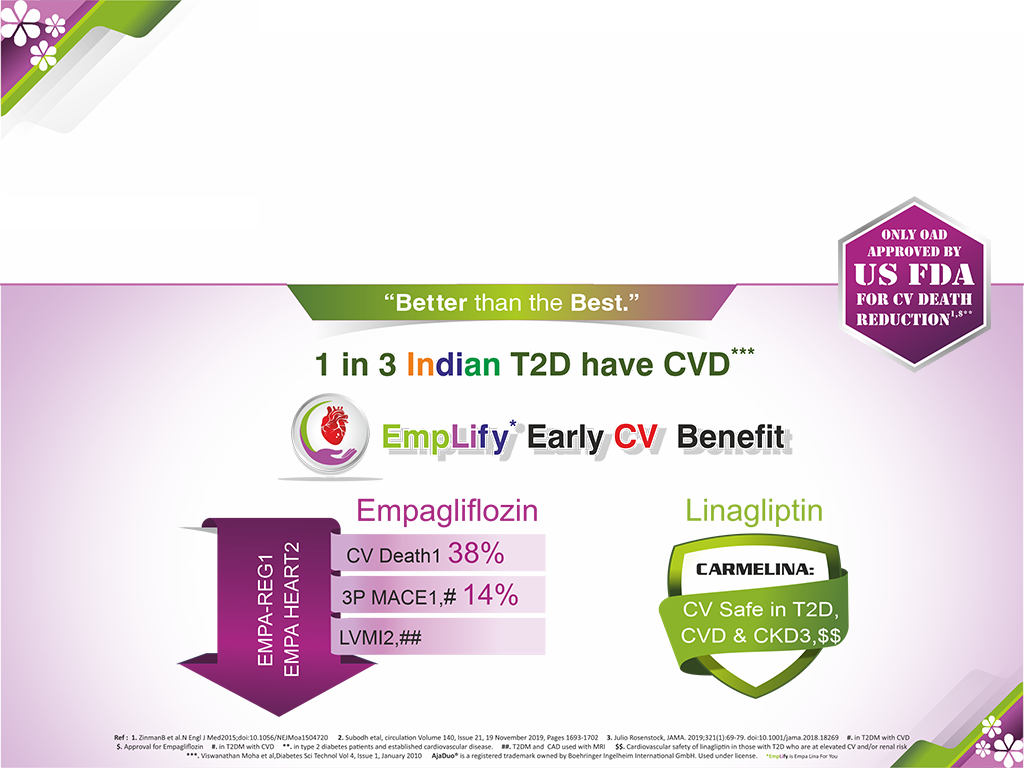 ONLY OAD
APPROVED BY
US FDA
FOR CV DEATH
REDUCTION1,8**
“Better than the Best.”
1 in 3 Indian T2D have CVD***
EmpLify* Early CV Benefit
Empagliflozin
EMPA-REG1
EMPA HEART2
CV Death1 38%
3P MACE1,# 14%
LVMI2,##
Linagliptin
CARMELINA:
CV Safe in T2D,
CVD & CKD3,$$
Ref : 1. ZinmanB et al.N Engl J Med2015;doi:10.1056/NEJMoa1504720 2. Subodh etal, circulation Volume 140, Issue 21, 19 November 2019, Pages 1693-1702 3. Julio Rosenstock, JAMA. 2019;321(1):69-79. doi:10.1001/jama.2018.18269 #. in T2DM with CVD
$. Approval for Empagliflozin #. in T2DM with CVD **. in type 2 diabetes patients and established cardiovascular disease. ##. T2DM and CAD used with MRI $$. Cardiovascular safety of linagliptin in those with T2D who are at elevated CV and/or renal risk
***. Viswanathan Moha et al,Diabetes Sci Technol Vol 4, Issue 1, January 2010 AjaDuo® is a registered trademark owned by Boehringer Ingelheim International GmbH. Used under license. *EmpLify is Empa Lina For You